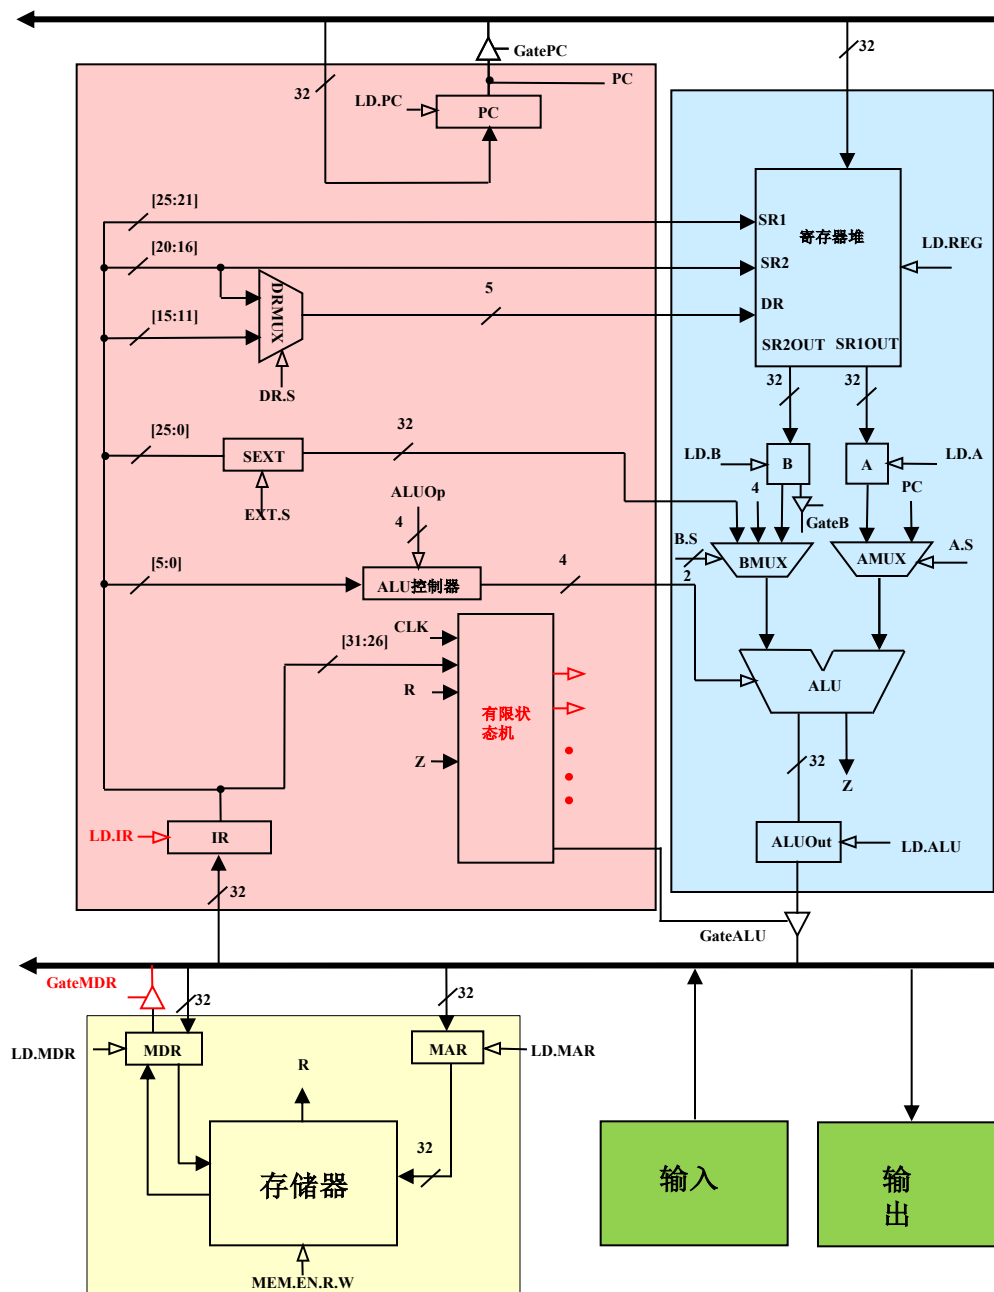 GatePC
32
32
PC
LD.PC
PC
[25:21]
SR1
寄存器堆
LD.REG
[20:16]
SR2
DRMUX
5
DR
[15:11]
SR2OUT
SR1OUT
DR.S
32
32
[25:0]
SEXT
32
LD.B
B
A
LD.A
EXT.S
ALUOp
4
PC
4
GateB
B.S
2
BMUX
AMUX
A.S
[5:0]
ALU控制器
4
CLK
[31:26]
R
有限状
态机
Z
ALU
32
Z
LD.IR
IR
ALUOut
LD.ALU
32
GateALU
GateMDR
32
32
LD.MDR
MDR
MAR
LD.MAR
R
32
存储器
输入
输
出
MEM.EN.R.W